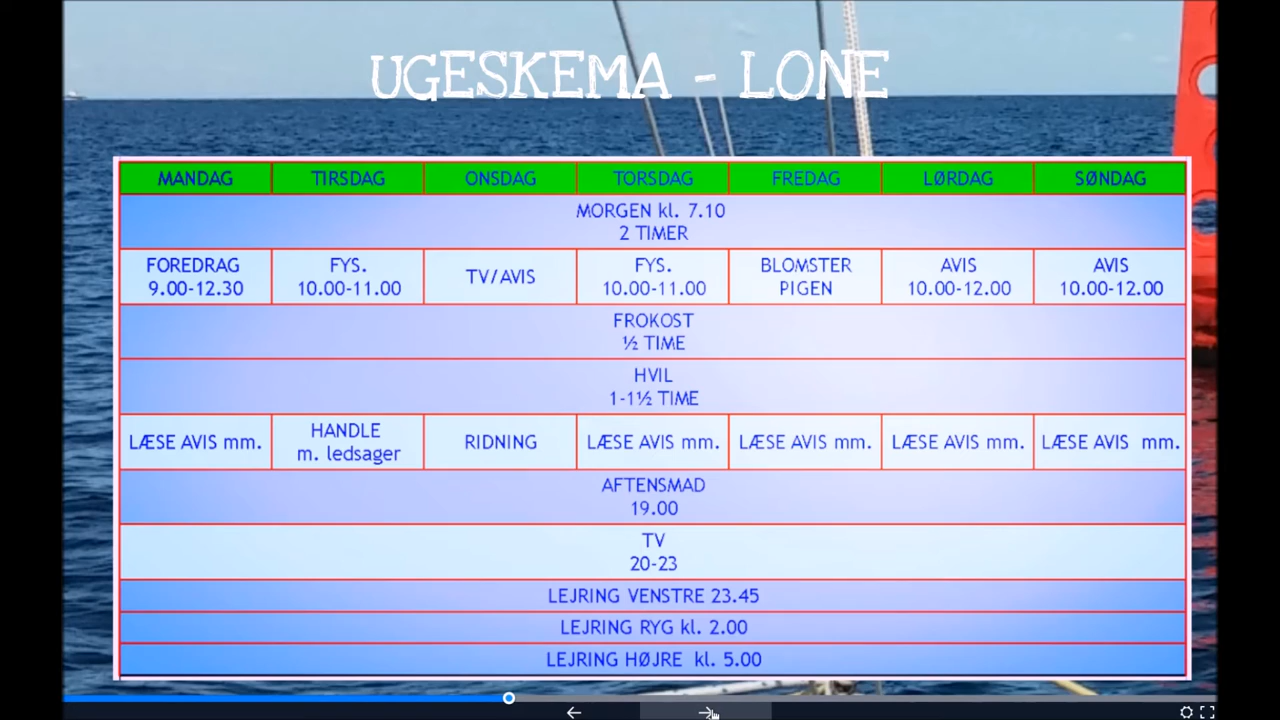 UGESKEMA - LONE
MANDAG TIRSDAG ONSDAG TORSDAG FREDAG LØRDAG SØNDAG
MORGEN kl. 7.10
2 TIMER
FOREDRAG
9.00-12.30
FYS.
10.00-11.00
TV/AVIS
FYS.
10.00-11.00
BLOMSTER
PIGEN
AVIS
10.00-12.00
AVIS
10.00-12.00
FROKOST
½ TIME
HVIL
1-1½ TIME
LÆSE AVIS mm.
HANDLE
m. ledsager
RIDNING
LÆSE AVIS mm.
LÆSE AVIS mm.
LÆSE AVIS mm.
LÆSE AVIS mm.
AFTENSMAD
19.00
TV
20-23
LEJRING VENSTRE 23.45
LEJRING RYG kl. 2.00
LEJRING HØJRE kl. 5.00